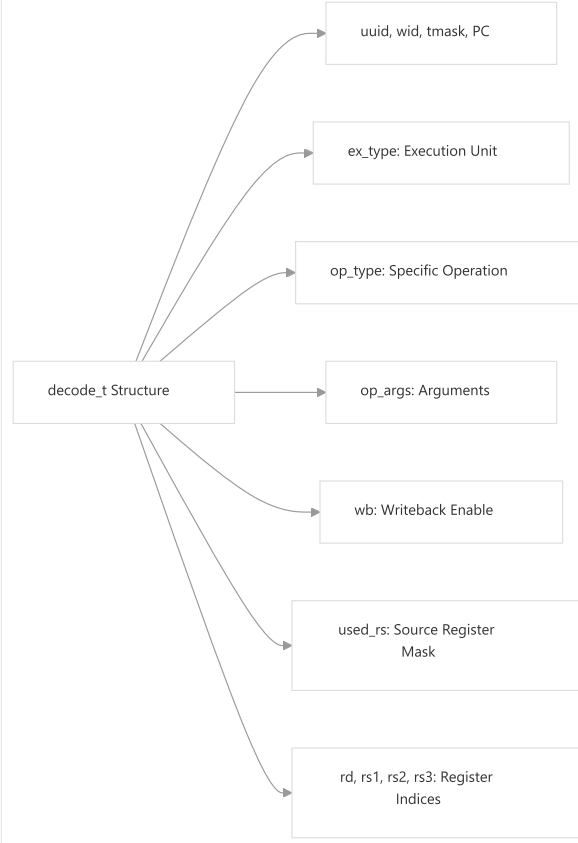 uuid, wid, tmask, PC
ex_type: Execution Unit
op_type: Specific Operation
decode_t Structure
op_args: Arguments
wb: Writeback Enable
used_rs: Source Register
Mask
rd, rs1, rs2, rs3: Register
Indices